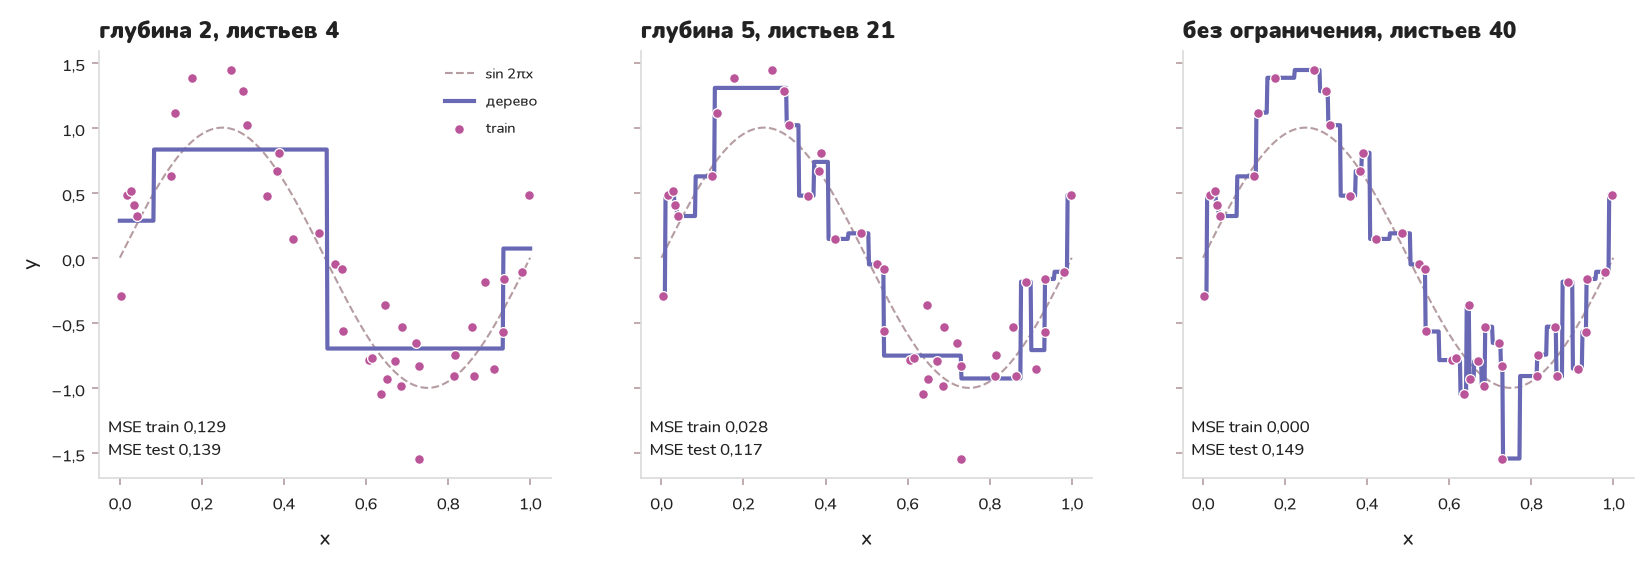 глубина 2, листьев 4
1,5
1,0
0,5
0,0
−0,5
−1,0
−1,5
y
sin 2πx
дерево
train
MSE train 0,129
MSE test 0,139
0,0 0,2 0,4 0,6 0,8 1,0
x
глубина 5, листьев 21
MSE train 0,028
MSE test 0,117
0,0 0,2 0,4 0,6 0,8 1,0
x
без ограничения, листьев 40
MSE train 0,000
MSE test 0,149
0,0 0,2 0,4 0,6 0,8 1,0
x